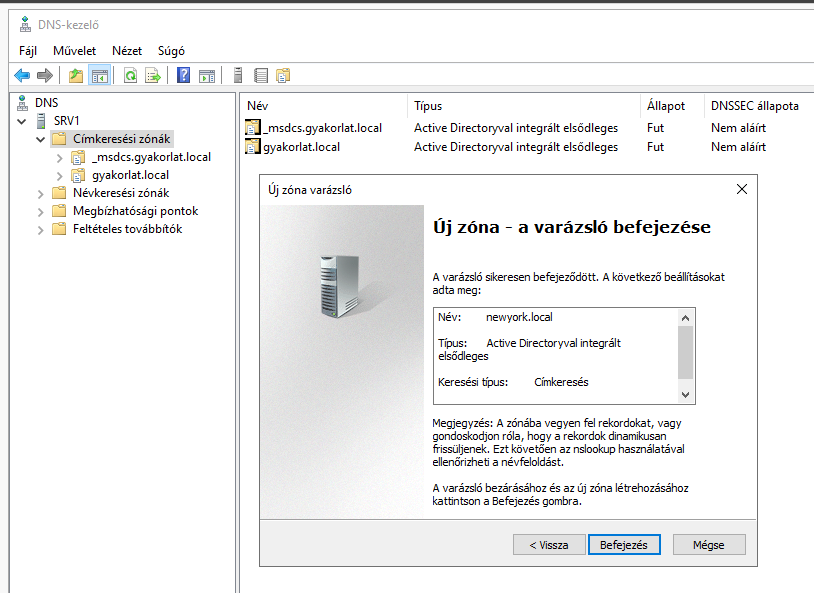 DNS-kezelő
Fájl Művelet Nézet Súgó
DNS
SRV1
Címkeresési zónák
_msdcs.gyakorlat.local
gyakorlat.local
Névkeresési zónák
Megbízhatósági pontok
Feltételes továbbítók
Név Típus Állapot DNSSEC állapota
_msdcs.gyakorlat.local Active Directoryval integrált elsődleges Fut Nem aláírt
gyakorlat.local Active Directoryval integrált elsődleges Fut Nem aláírt
Új zóna varázsló
Új zóna - a varázsló befejezése
A varázsló sikeresen befejeződött. A következő beállításokat
adta meg:
Név: newyork.local
Típus: Active Directoryval integrált
elsődleges
Keresési típus: Címkeresés
Megjegyzés: A zónába vegyen fel rekordokat, vagy
gondoskodjon róla, hogy a rekordok dinamikusan
frissüljenek. Ezt követően az nslookup használatával
ellenőrizheti a névfeloldást.
A varázsló bezárásához és az új zóna létrehozásához
kattintson a Befejezés gombra.
< Vissza Befejezés Mégse